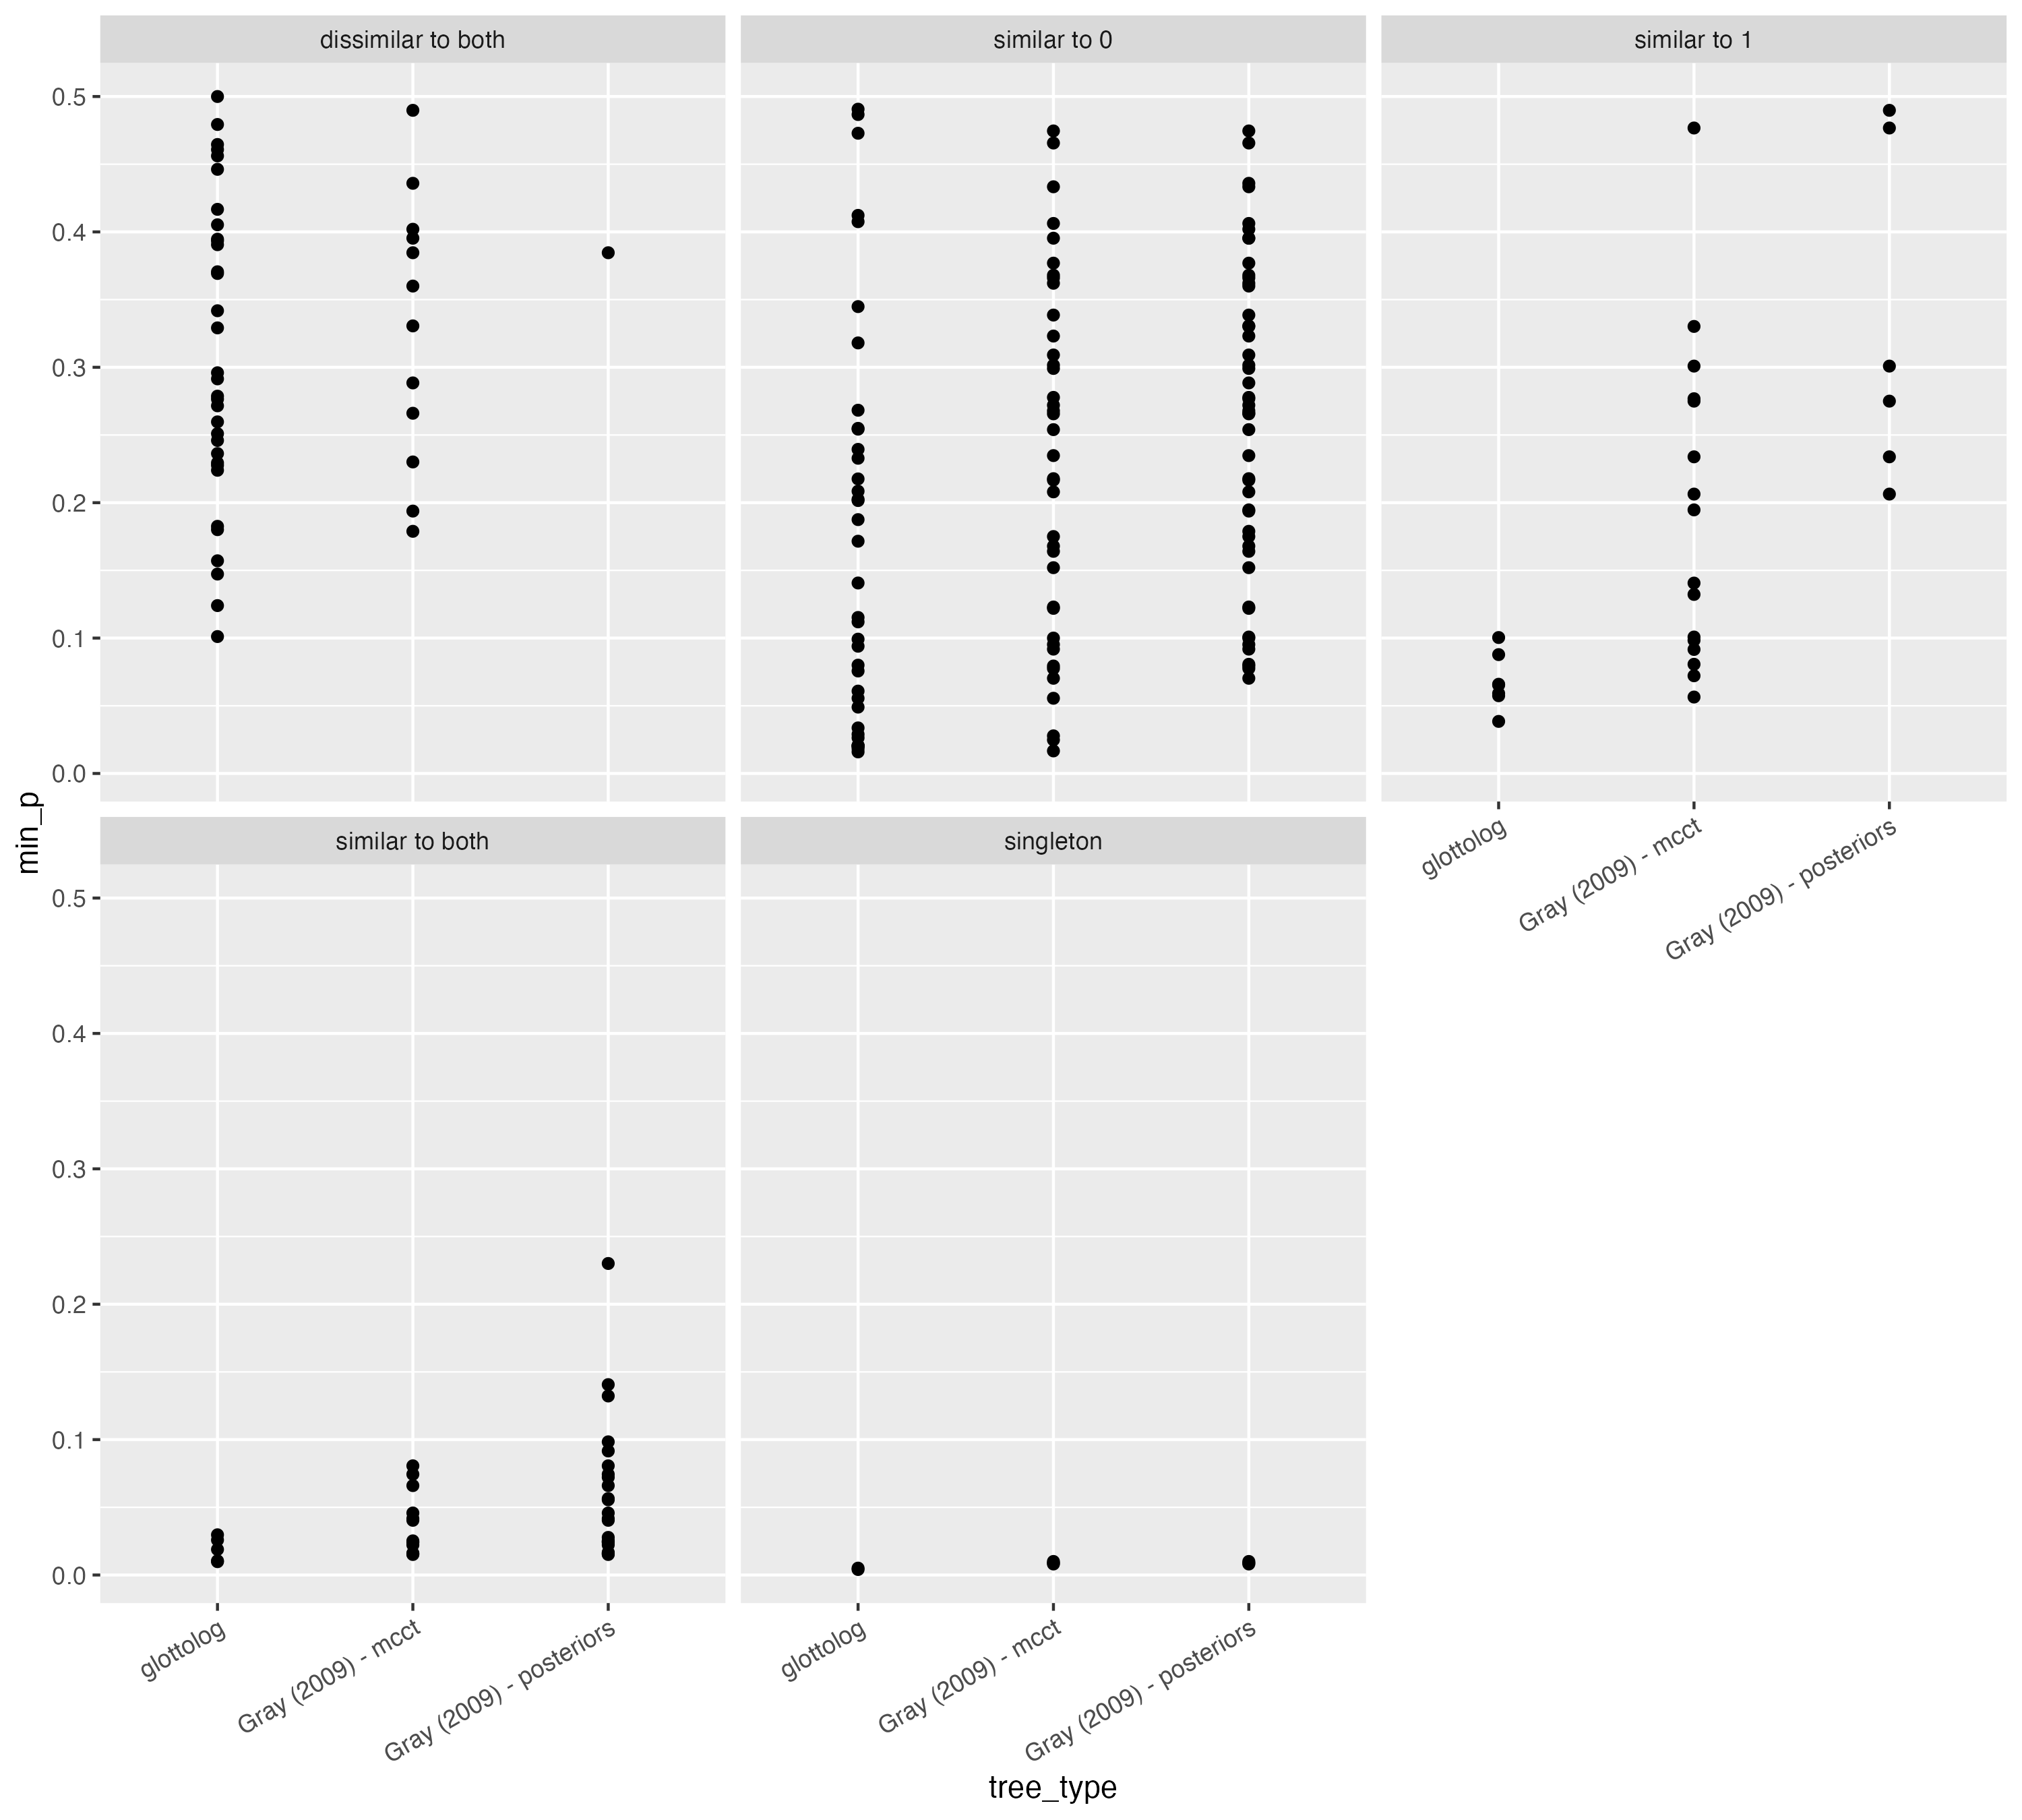 dissimilar to both
similar to 0
similar to 1
0.5
0.4
0.3
0.2
0.1
0.0
glottolog
Gray (2009) - mcct
Gray (2009) - posteriors
min_p
similar to both
singleton
0.5
0.4
0.3
0.2
0.1
0.0
glottolog
Gray (2009) - mcct
Gray (2009) - posteriors
glottolog
Gray (2009) - mcct
Gray (2009) - posteriors
tree_type